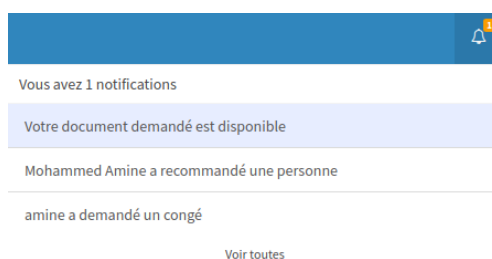 1
Vous avez 1 notifications
Votre document demandé est disponible
Mohammed Amine a recommandé une personne
amine a demandé un congé
Voir toutes